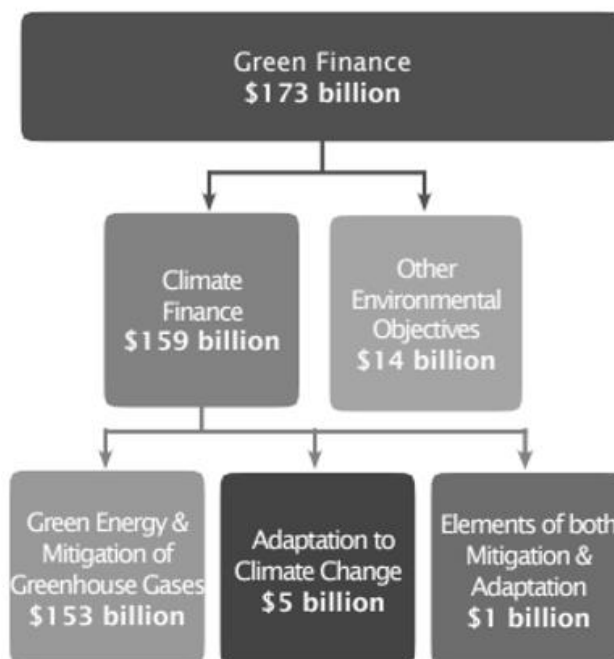 Green Finance
$173 billion
Climate
Finance
$159 billion
Other
Environmental
Objectives
$14 billion
Green Energy &
Mitigation of
Greenhouse Gases
$153 billion
Adaptation to
Climate Change
$5 billion
Elements of both
Mitigation &
Adaptation
$1 billion